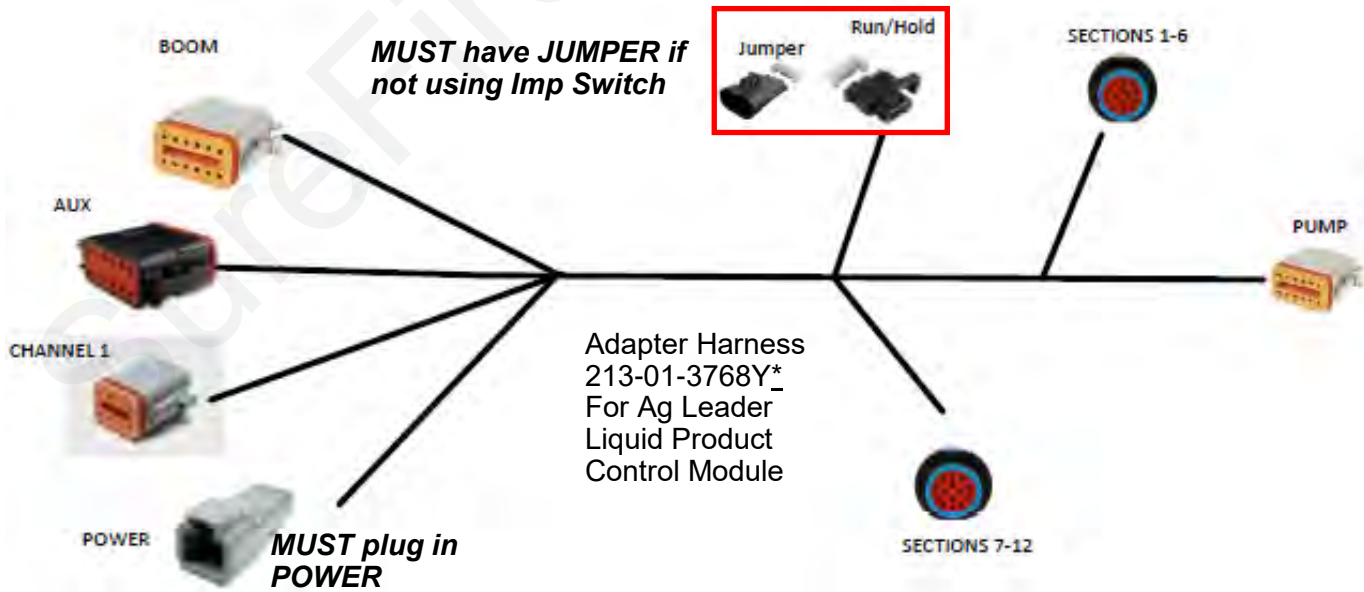 BOOM
MUST have JUMPER if
not using Imp Switch
Jumper
Run/Hold
SECTIONS 1-6
AUX
PUMP
CHANNEL 1
Adapter Harness
213-01-3768Y*
For Ag Leader
Liquid Product
Control Module
POWER
MUST plug in
POWER
SECTIONS 7-12